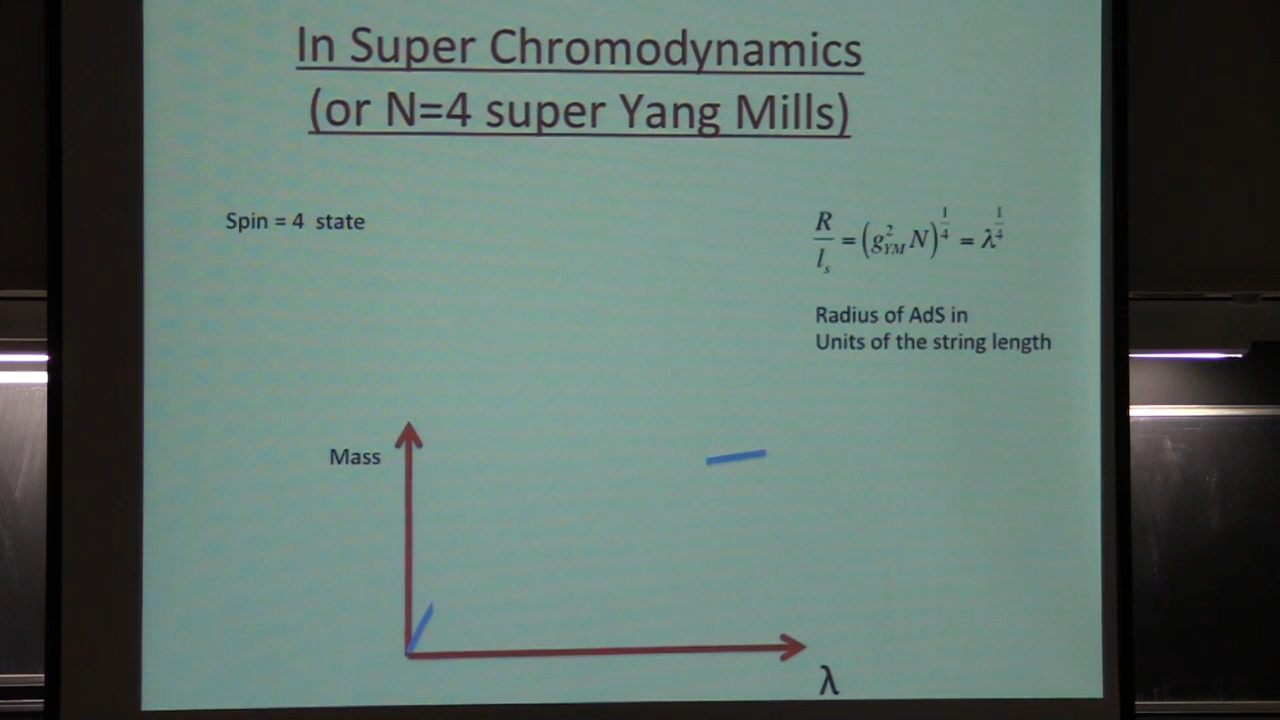 In Super Chromodynamics
(or N=4 super Yang Mills)
Spin = 4 state
R/l_s = (g²_YM N)^(1/4) = λ^(1/4)
Radius of AdS in
Units of the string length
Mass
λ